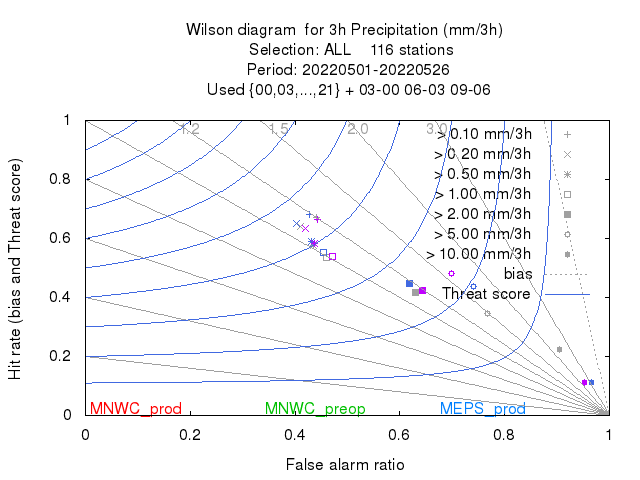 Wilson diagram  for 3h Precipitation (mm/3h)
Selection: ALL    116 stations
Period: 20220501-20220526
Used {00,03,...,21} + 03-00 06-03 09-06
1.2 1.5 2.0 3.0
> 0.10 mm/3h
> 0.20 mm/3h
> 0.50 mm/3h
> 1.00 mm/3h
> 2.00 mm/3h
> 5.00 mm/3h
> 10.00 mm/3h
bias
Threat score
Hit rate (bias and Threat score)
1
0.8
0.6
0.4
0.2
0
MNWC_prod MNWC_preop MEPS_prod
0 0.2 0.4 0.6 0.8 1
False alarm ratio